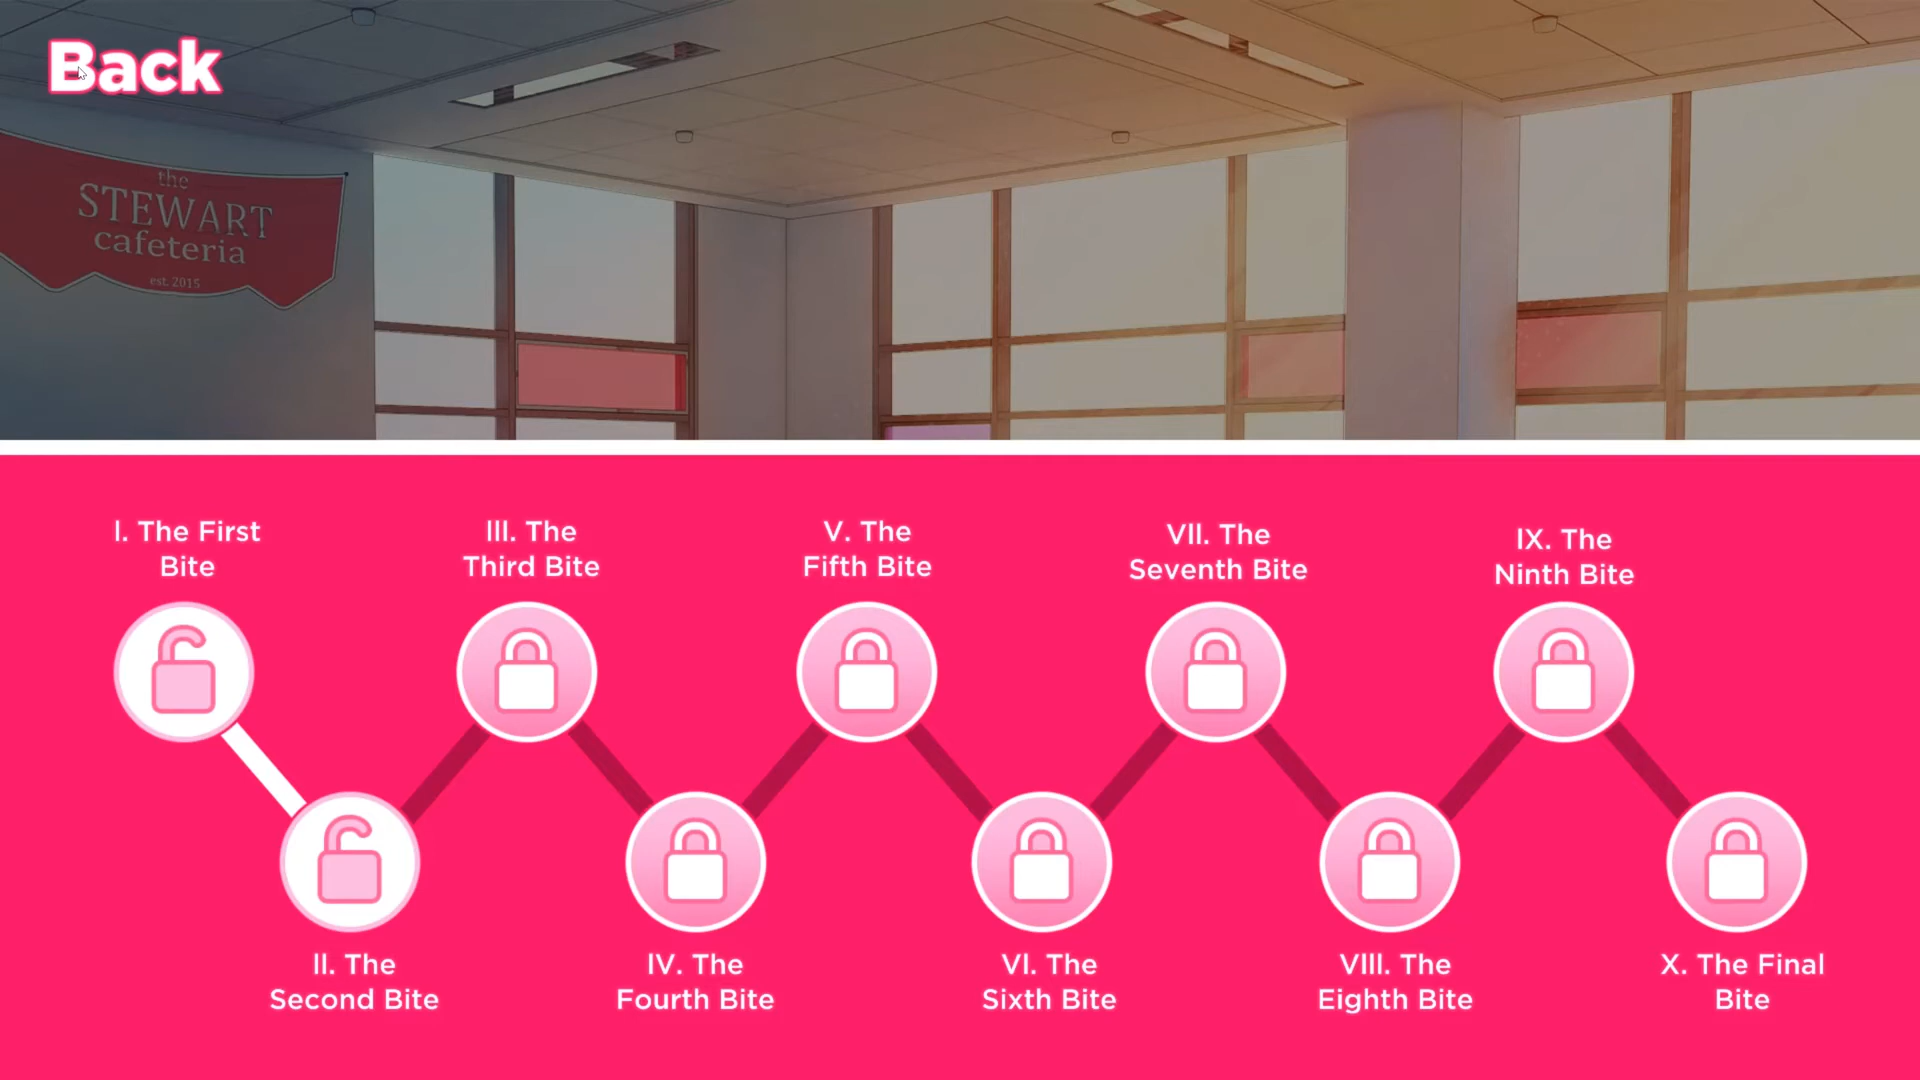 Back
the
STEWART
cafeteria
est. 2015
I. The First
Bite
III. The
Third Bite
V. The
Fifth Bite
VII. The
Seventh Bite
IX. The
Ninth Bite
II. The
Second Bite
IV. The
Fourth Bite
VI. The
Sixth Bite
VIII. The
Eighth Bite
X. The Final
Bite